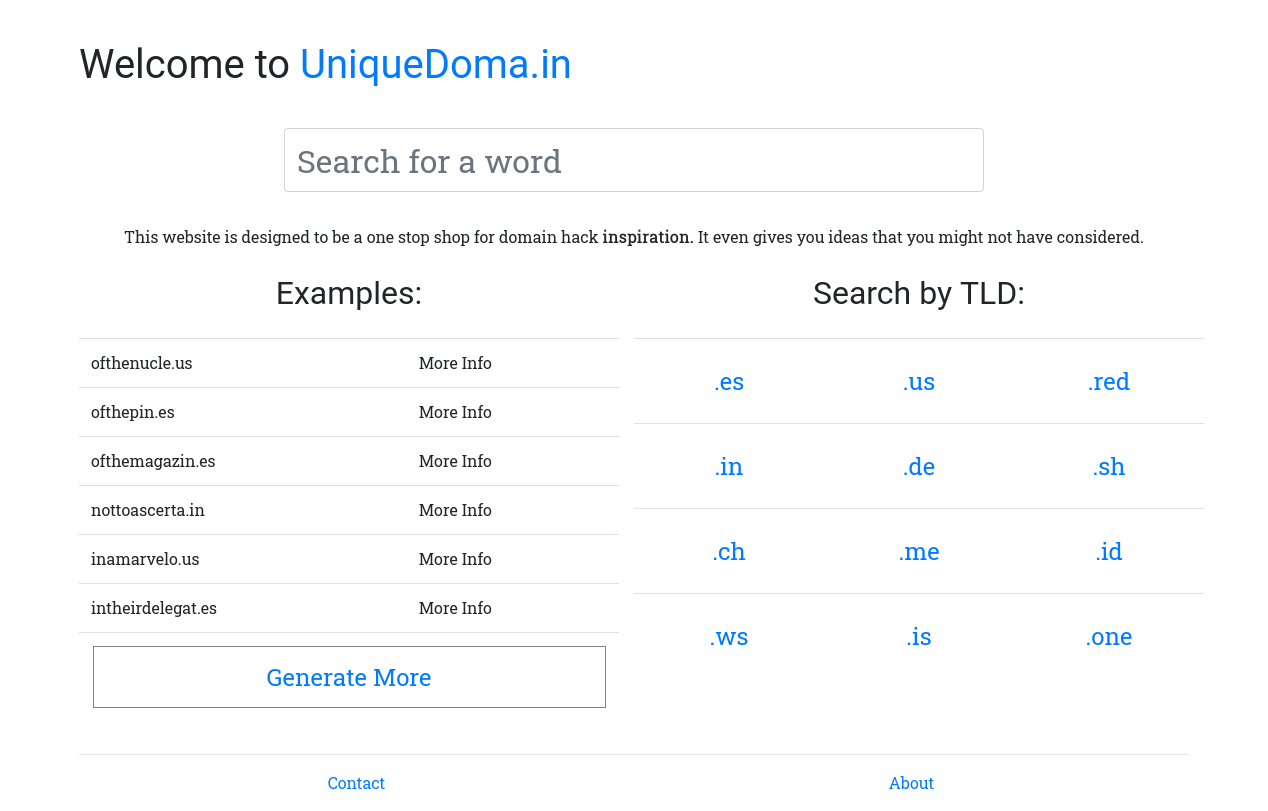 Welcome to UniqueDoma.in
Search for a word
This website is designed to be a one stop shop for domain hack inspiration. It even gives you ideas that you might not have considered.
Examples:
ofthenucle.us More Info
ofthepin.es More Info
ofthemagazin.es More Info
nottoascerta.in More Info
inamarvelo.us More Info
intheirdelegat.es More Info
Generate More
Search by TLD:
.es .us .red
.in .de .sh
.ch .me .id
.ws .is .one
Contact About